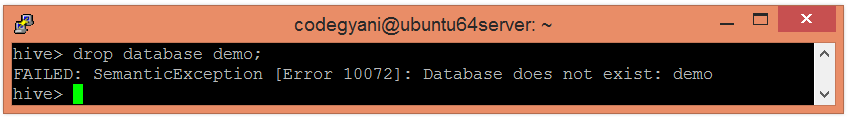 codegyani@ubuntu64server: ~
hive> drop database demo;
FAILED: SemanticException [Error 10072]: Database does not exist: demo
hive>